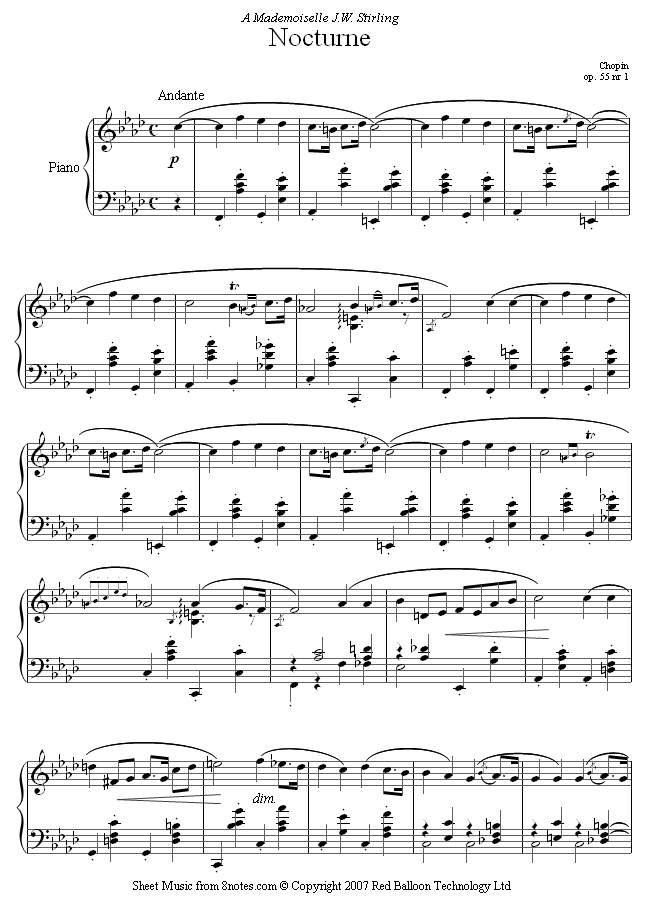 A Mademoiselle J.W. Stirling
Nocturne
Chopin
op. 55 nr 1
Andante
Piano
p
tr
tr
dim.
Sheet Music from 8notes.com © Copyright 2007 Red Balloon Technology Ltd